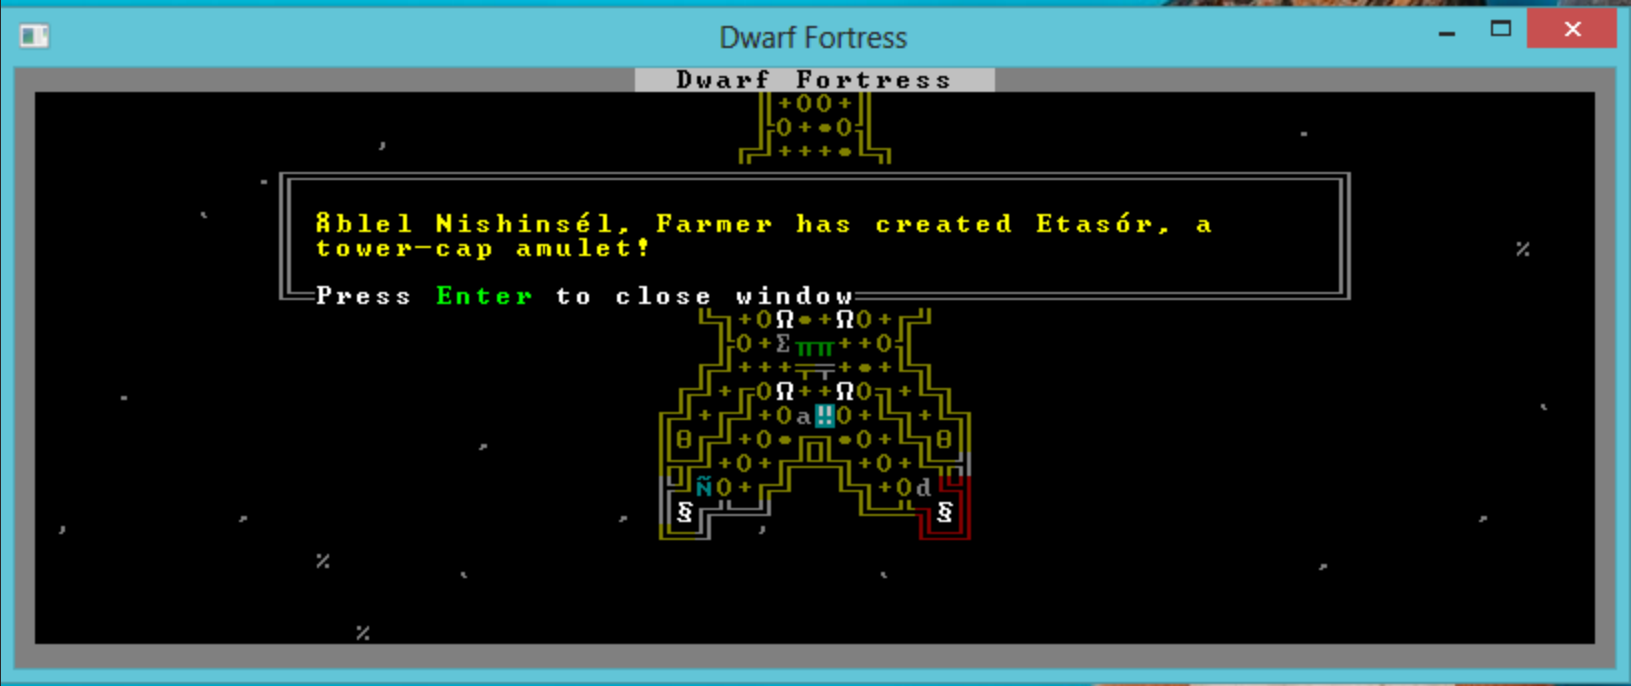 Dwarf Fortress
Dwarf Fortress
Åblel Nishinsél, Farmer has created Etasór, a
tower-cap amulet!
Press Enter to close window